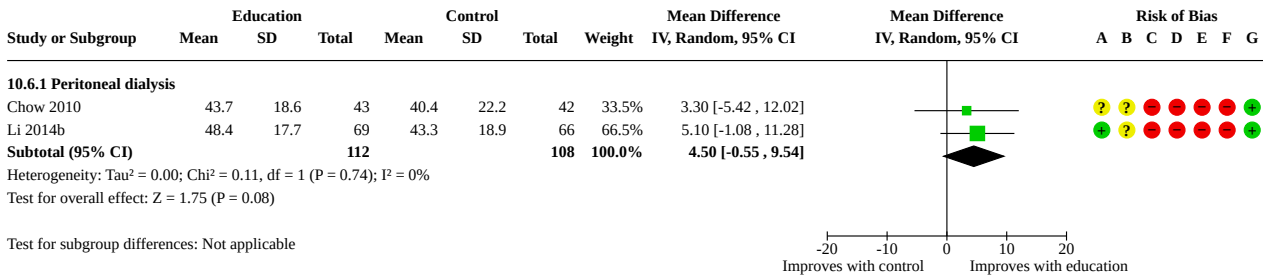 Education Control Mean Difference Mean Difference Risk of Bias
Study or Subgroup Mean SD Total Mean SD Total Weight IV, Random, 95% CI IV, Random, 95% CI A B C D E F G
10.6.1 Peritoneal dialysis
Chow 2010 43.7 18.6 43 40.4 22.2 42 33.5% 3.30 [-5.42 , 12.02] ? ? − − − − +
Li 2014b 48.4 17.7 69 43.3 18.9 66 66.5% 5.10 [-1.08 , 11.28] + ? − − − − +
Subtotal (95% CI) 112 108 100.0% 4.50 [-0.55 , 9.54]
Heterogeneity: Tau² = 0.00; Chi² = 0.11, df = 1 (P = 0.74); I² = 0%
Test for overall effect: Z = 1.75 (P = 0.08)
Test for subgroup differences: Not applicable
-20 -10 0 10 20
Improves with control Improves with education